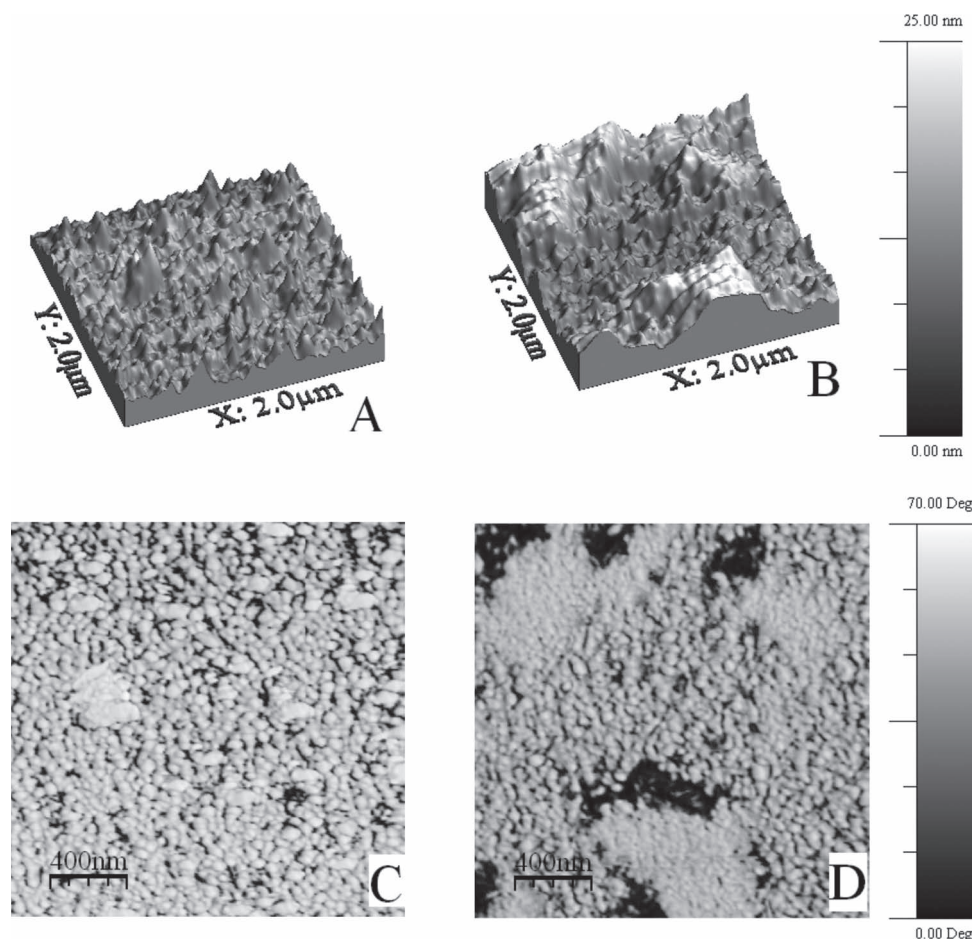 25.00 nm
Y: 2.0µm
X: 2.0µm
A
Y: 2.0µm
X: 2.0µm
B
0.00 nm
70.00 Deg
400nm
C
400nm
D
0.00 Deg